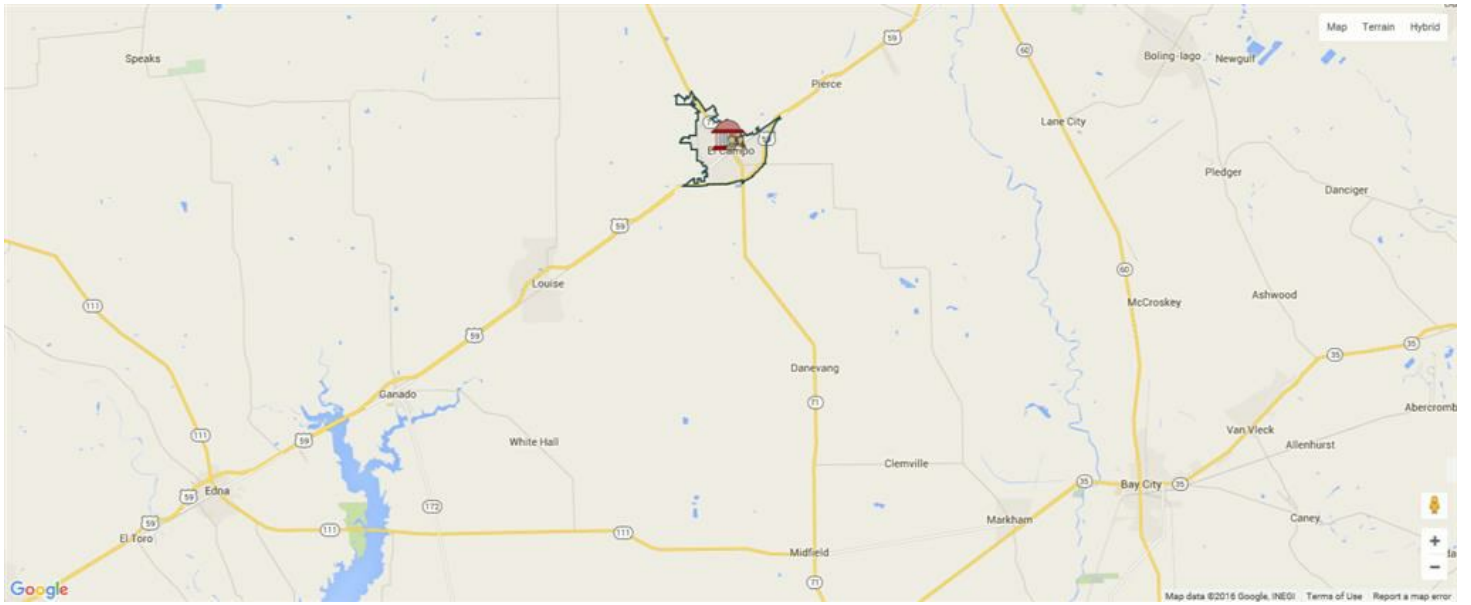 Map Terrain Hybrid
59
60
Speaks
Boling-Iago
Newgulf
Pierce
71
Lane City
59
El Campo
Pledger
Danciger
59
60
Louise
Ashwood
McCroskey
111
59
35
35
Danevang
Ganado
71
Abercromb
111
59
White Hall
Van Vleck
Allenhurst
Clemville
35
Bay City
35
Edna
59
172
Markham
Caney
59
El Toro
111
111
Midfield
71
Google
Map data ©2016 Google, INEGI Terms of Use Report a map error